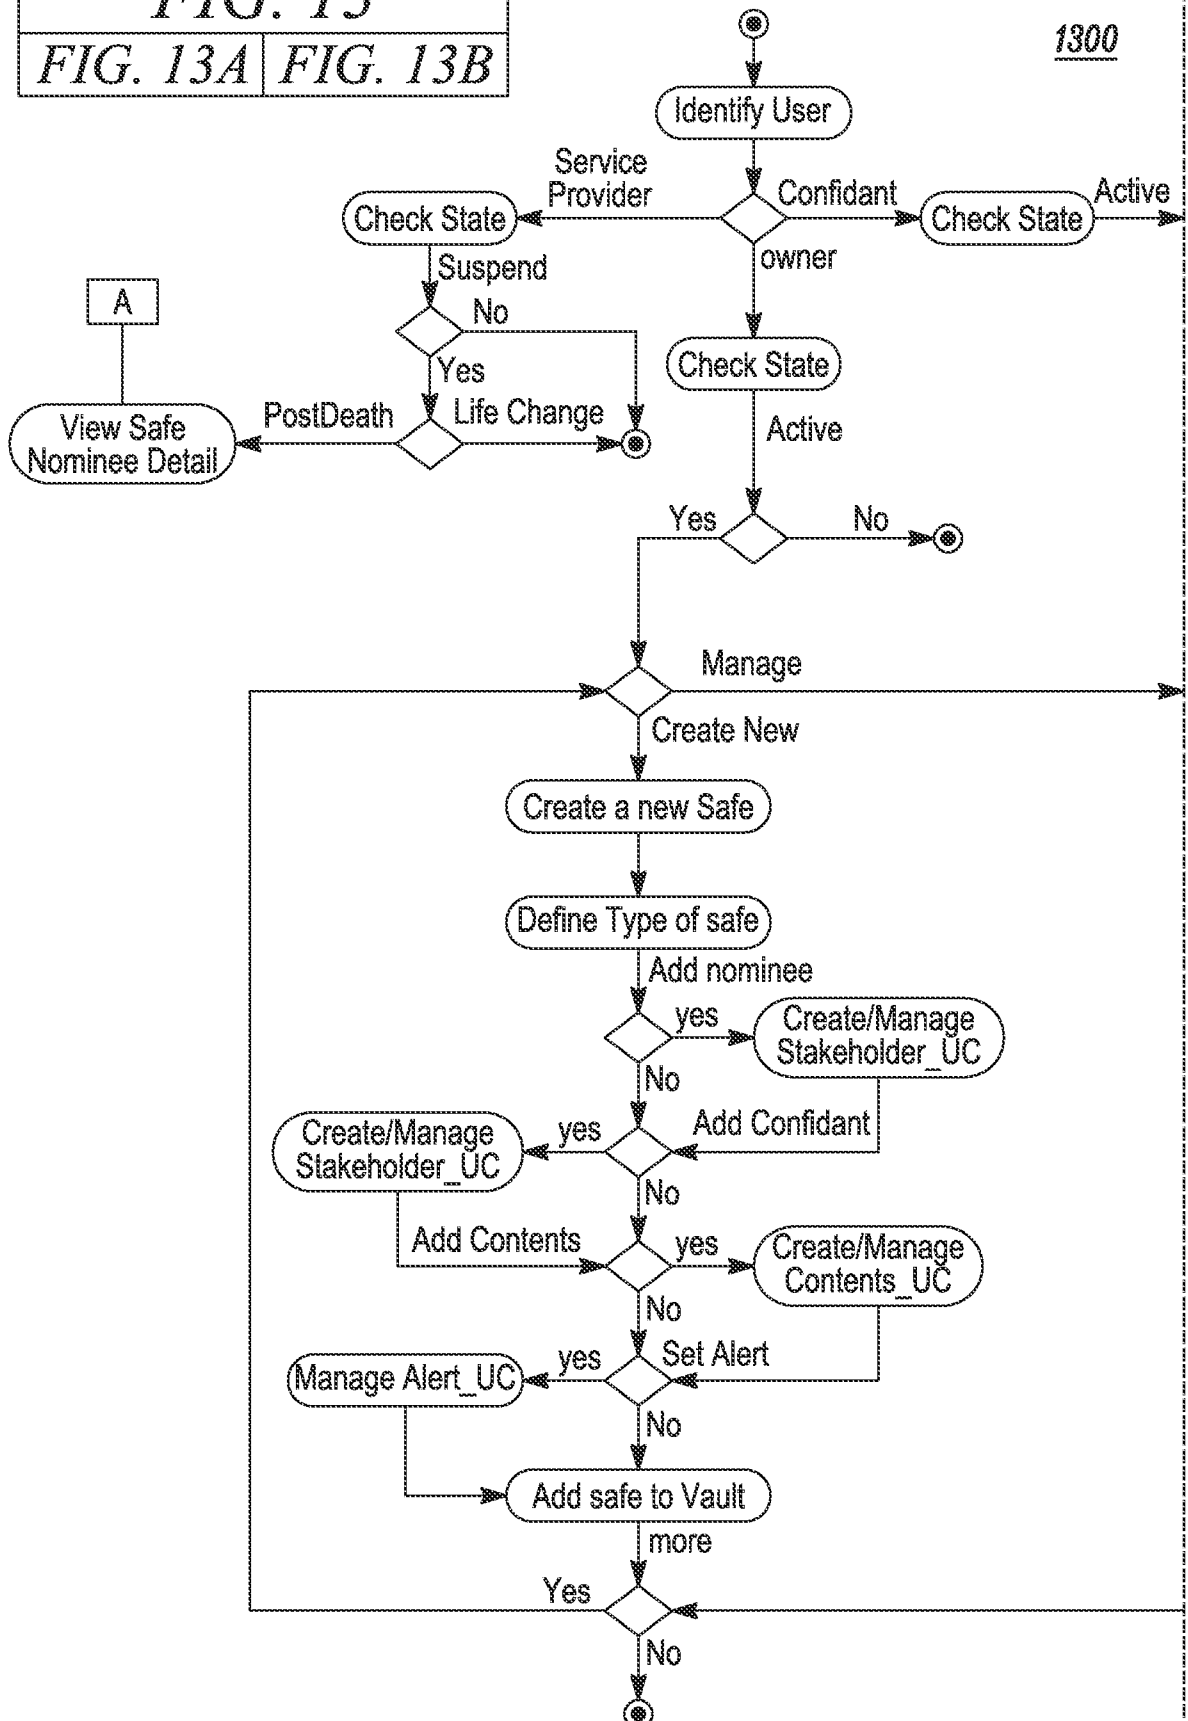 FIG. 13
FIG. 13A
FIG. 13B
1300
Identify User
Service
Provider
Confidant
Active
Check State
Check State
owner
Suspend
A
No
Check State
Yes
PostDeath
Life Change
View Safe
Nominee Detail
Active
Yes
No
Manage
Create New
Create a new Safe
Define Type of safe
Add nominee
yes
Create/Manage
Stakeholder_UC
No
Add Confidant
Create/Manage
Stakeholder_UC
yes
No
Add Contents
yes
Create/Manage
Contents_UC
No
Set Alert
yes
Manage Alert_UC
No
Add safe to Vault
more
Yes
No